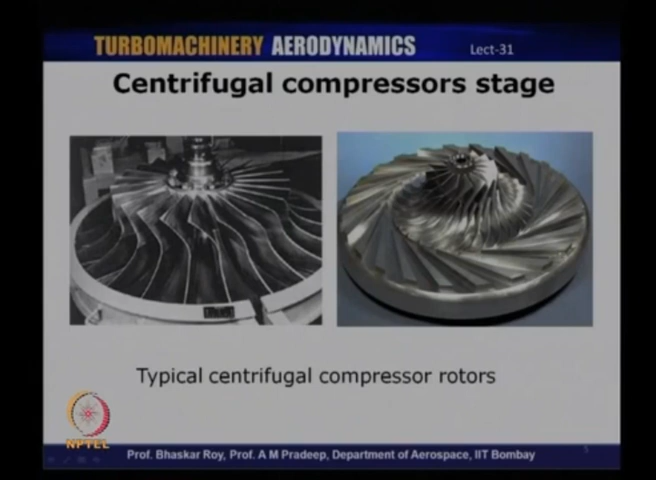 TURBOMACHINERY AERODYNAMICS Lect-31
Centrifugal compressors stage
Typical centrifugal compressor rotors
NPTEL
Prof. Bhaskar Roy, Prof. A M Pradeep, Department of Aerospace, IIT Bombay
5